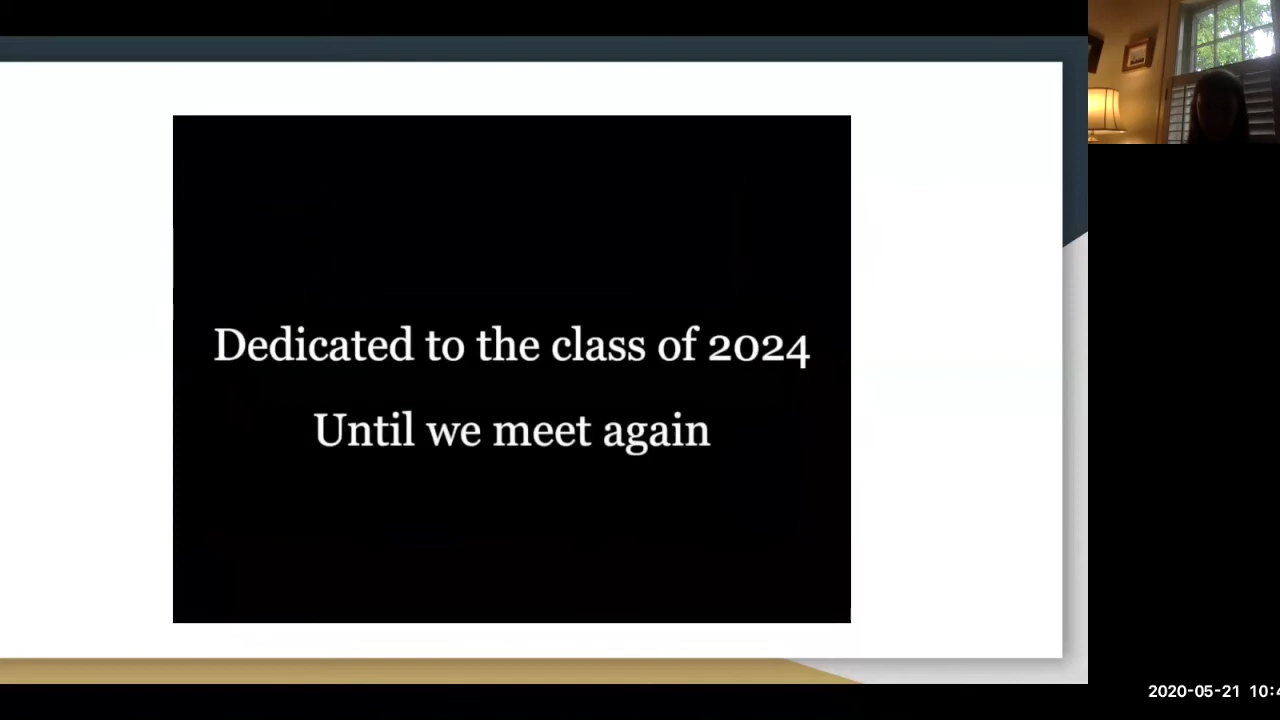 Dedicated to the class of 2024
Until we meet again
2020-05-21 10:4